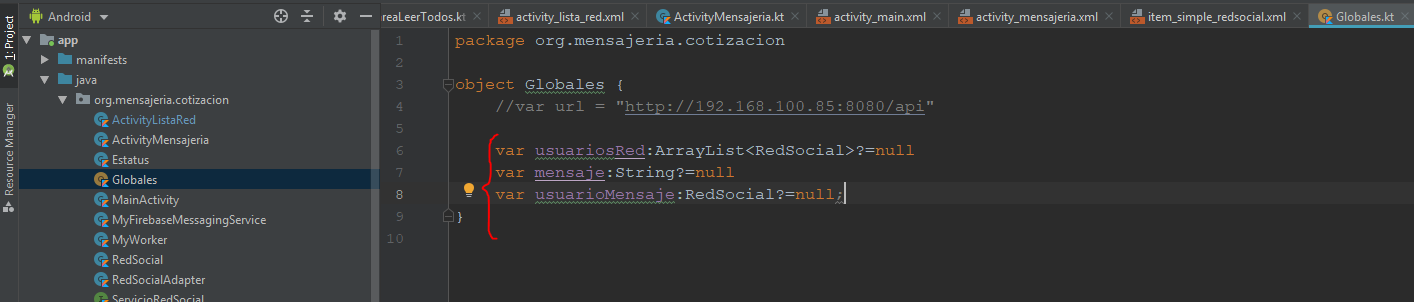 Android
areaLeerTodos.kt
activity_lista_red.xml
ActivityMensajeria.kt
activity_main.xml
activity_mensajeria.xml
item_simple_redsocial.xml
Globales.kt
1: Project
Resource Manager
app
manifests
java
org.mensajeria.cotizacion
ActivityListaRed
ActivityMensajeria
Estatus
Globales
MainActivity
MyFirebaseMessagingService
MyWorker
RedSocial
RedSocialAdapter
ServicioRedSocial
1 package org.mensajeria.cotizacion
2
3 object Globales {
4 //var url = "http://192.168.100.85:8080/api"
5
6 var usuariosRed:ArrayList<RedSocial>?=null
7 var mensaje:String?=null
8 var usuarioMensaje:RedSocial?=null;
9 }
10